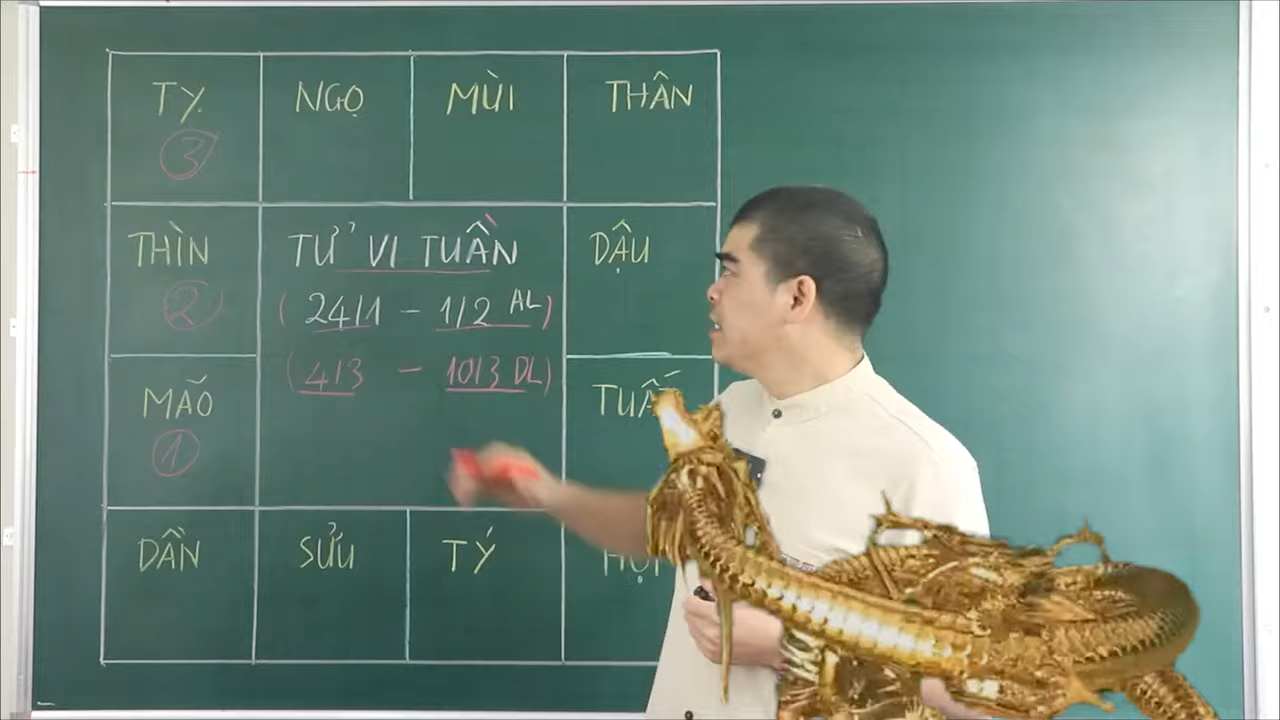 TỴ NGỌ MÙI THÂN
③
THÌN TỬ VI TUẦN DẬU
② (24/1 - 1/2 AL)
(4/3 - 10/3 DL)
MÃO
①
DẦN SỬU TÝ